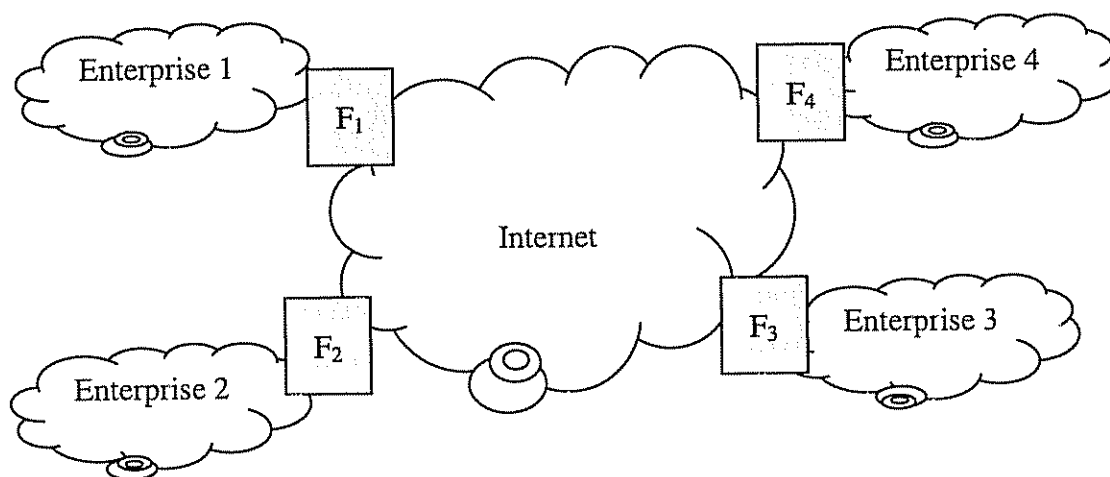 Enterprise 1
F₁
Enterprise 4
F₄
Internet
Enterprise 2
F₂
Enterprise 3
F₃